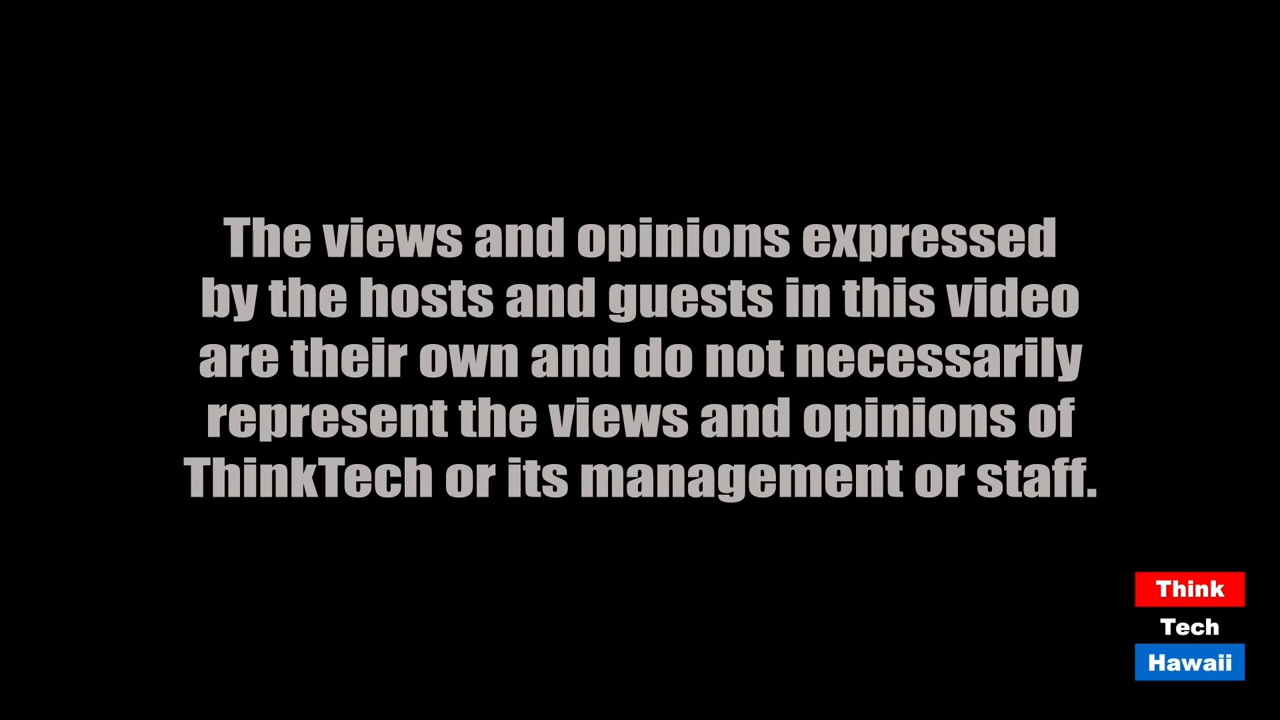 The views and opinions expressed
by the hosts and guests in this video
are their own and do not necessarily
represent the views and opinions of
ThinkTech or its management or staff.
Think
Tech
Hawaii